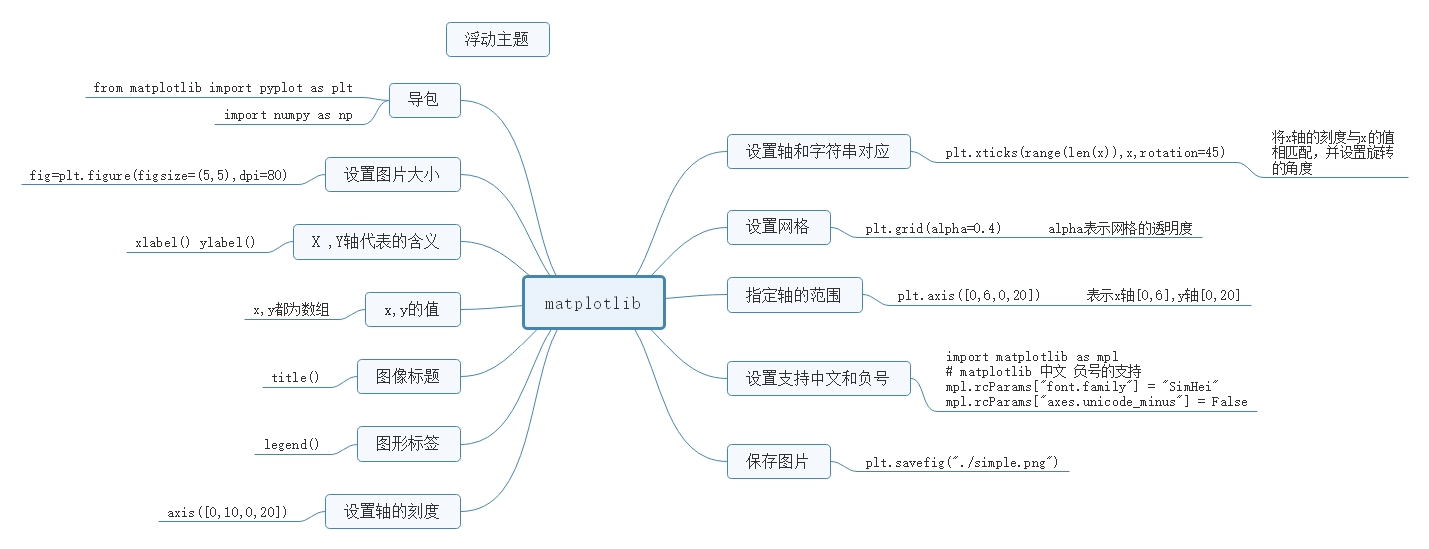 浮动主题
from matplotlib import pyplot as plt
导包
import numpy as np
设置图片大小
fig=plt.figure(figsize=(5,5),dpi=80)
X ,Y轴代表的含义
xlabel() ylabel()
x,y的值
x,y都为数组
图像标题
title()
图形标签
legend()
设置轴的刻度
axis([0,10,0,20])
matplotlib
设置轴和字符串对应
plt.xticks(range(len(x)),x,rotation=45)
将x轴的刻度与x的值
相匹配，并设置旋转
的角度
设置网格
plt.grid(alpha=0.4) alpha表示网格的透明度
指定轴的范围
plt.axis([0,6,0,20]) 表示x轴[0,6],y轴[0,20]
设置支持中文和负号
import matplotlib as mpl
# matplotlib 中文 负号的支持
mpl.rcParams["font.family"] = "SimHei"
mpl.rcParams["axes.unicode_minus"] = False
保存图片
plt.savefig("./simple.png")